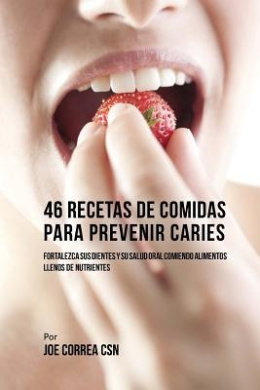 46 RECETAS DE COMIDAS
PARA PREVENIR CARIES
FORTALEZCA SUS DIENTES Y SU SALUD ORAL COMIENDO ALIMENTOS
LLENOS DE NUTRIENTES
Por
JOE CORREA CSN